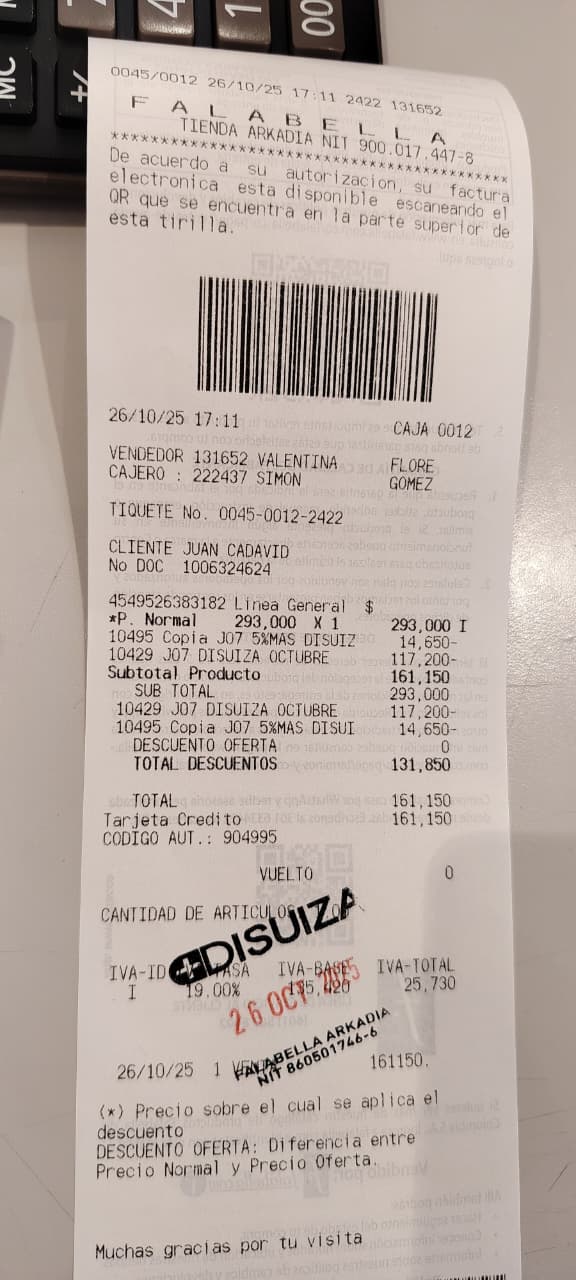 MC
+/-
7
4
1
00
0045/0012 26/10/25 17:11 2422 131652
F A L A B E L L A
TIENDA ARKADIA NIT 900.017.447-8
****************************************
De acuerdo a su autorizacion, su factura
electronica esta disponible escaneando el
QR que se encuentra en la parte superior de
esta tirilla.
26/10/25 17:11 CAJA 0012
VENDEDOR 131652 VALENTINA FLORE
CAJERO : 222437 SIMON GOMEZ
TIQUETE No. 0045-0012-2422
CLIENTE JUAN CADAVID
No DOC 1006324624
4549526383182 Linea General $
*P. Normal 293,000 X 1 293,000 I
10495 Copia J07 5%MAS DISUIZ 14,650-
10429 J07 DISUIZA OCTUBRE 117,200-
Subtotal Producto 161,150
SUB TOTAL 293,000
10429 J07 DISUIZA OCTUBRE 117,200-
10495 Copia J07 5%MAS DISUI 14,650-
DESCUENTO OFERTA 0
TOTAL DESCUENTOS 131,850
TOTAL 161,150
Tarjeta Credito 161,150
CODIGO AUT.: 904995
VUELTO 0
CANTIDAD DE ARTICULOS
DISUIZA
IVA-ID TASA IVA-BASE IVA-TOTAL
I 19.00% 135,420 25,730
26 OCT 2025
FALABELLA ARKADIA
NIT 860501746-6
26/10/25 1 161150.
(*) Precio sobre el cual se aplica el
descuento
DESCUENTO OFERTA: Diferencia entre
Precio Normal y Precio Oferta.
Muchas gracias por tu visita